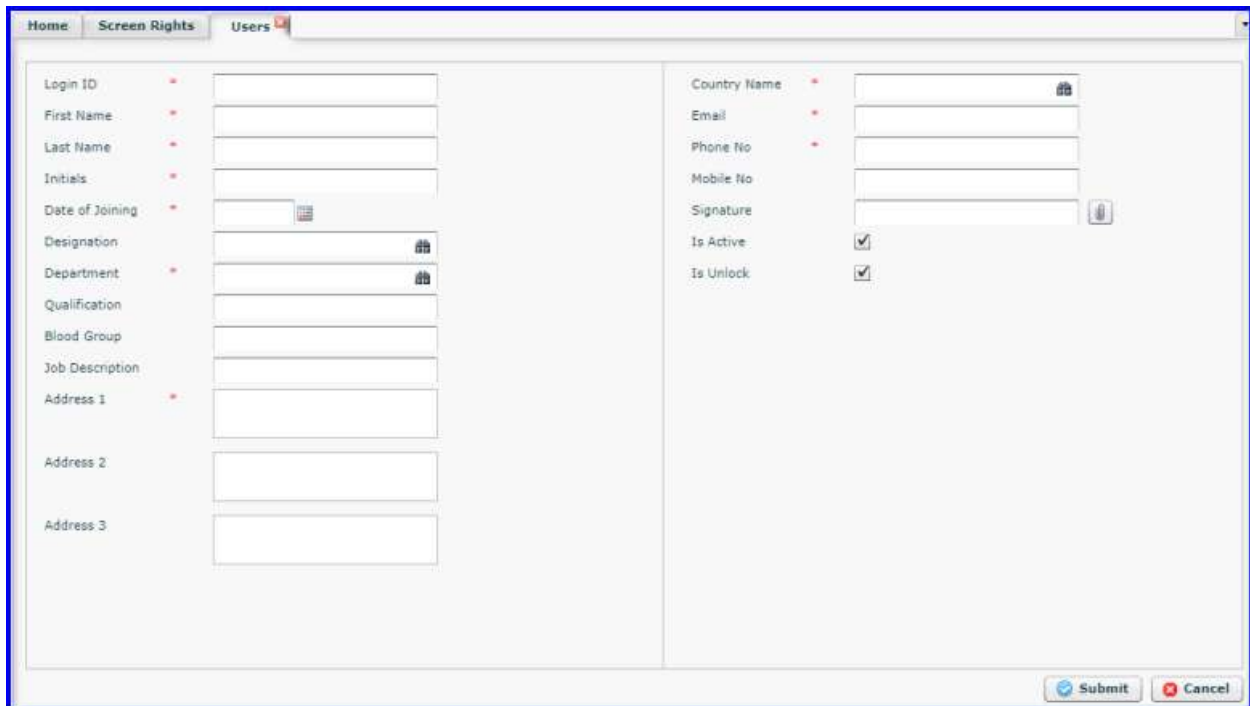 Home Screen Rights Users
Login ID *
First Name *
Last Name *
Initials *
Date of Joining *
Designation
Department *
Qualification
Blood Group
Job Description
Address 1 *
Address 2
Address 3
Country Name *
Email *
Phone No *
Mobile No
Signature
Is Active
Is Unlock
Submit Cancel